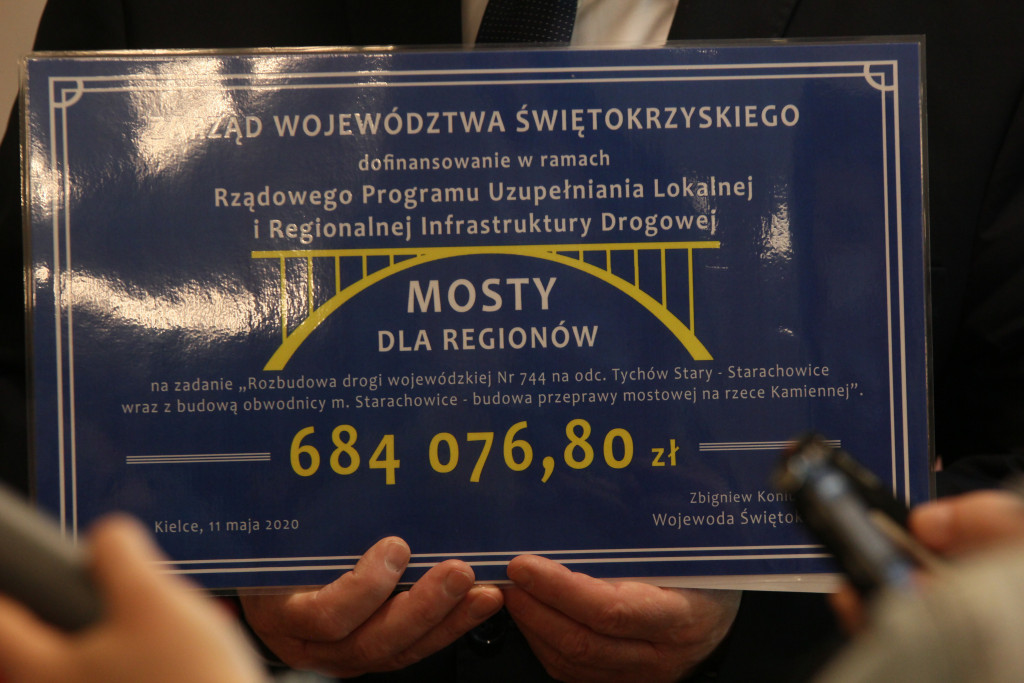 ZARZĄD WOJEWÓDZTWA ŚWIĘTOKRZYSKIEGO
dofinansowanie w ramach
Rządowego Programu Uzupełniania Lokalnej
i Regionalnej Infrastruktury Drogowej
MOSTY
DLA REGIONÓW
na zadanie „Rozbudowa drogi wojewódzkiej Nr 744 na odc. Tychów Stary - Starachowice
wraz z budową obwodnicy m. Starachowice - budowa przeprawy mostowej na rzece Kamiennej”.
684 076,80 zł
Zbigniew
Kielce, 11 maja 2020
Wojewoda